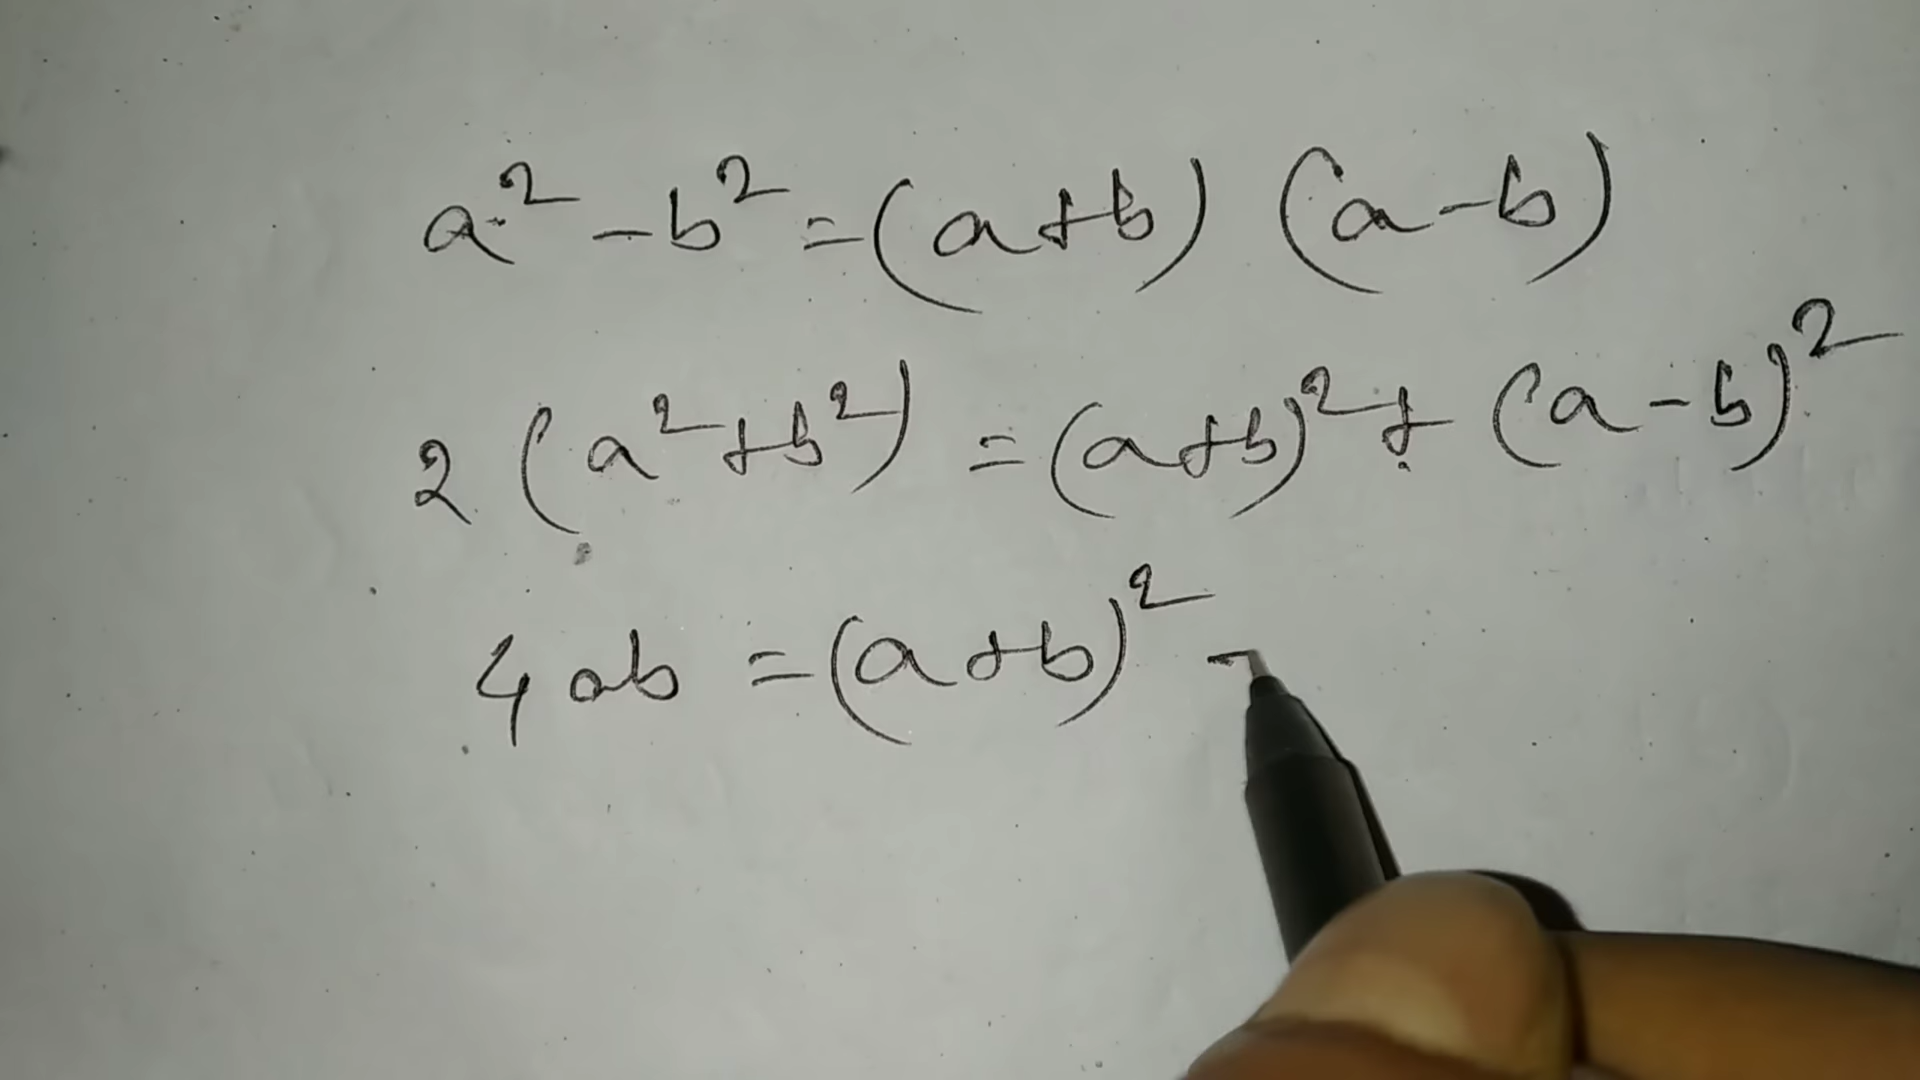 a² - b² = (a+b) (a-b)
2 (a² + b²) = (a+b)² + (a-b)²
4ab = (a+b)² -